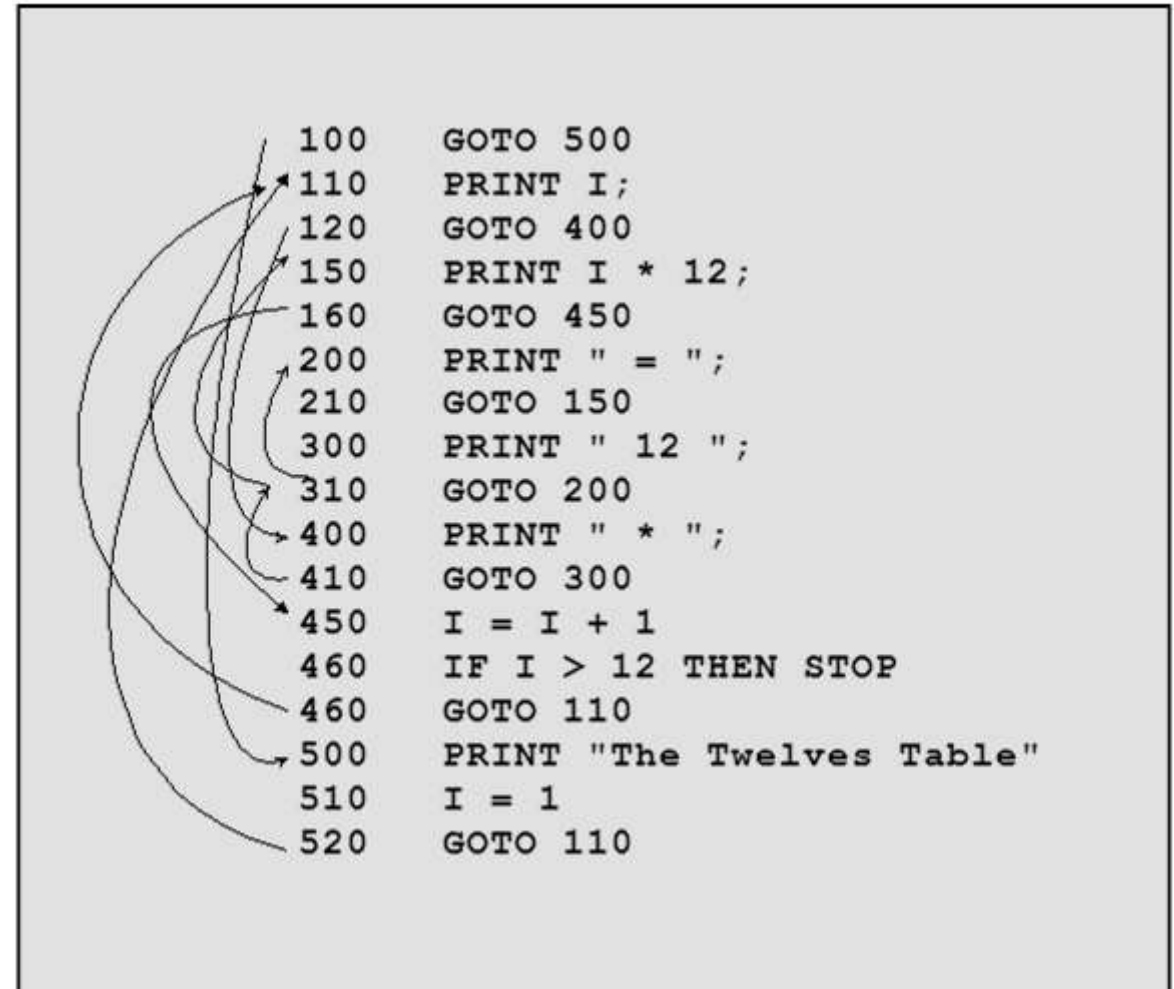 100 GOTO 500
110 PRINT I;
120 GOTO 400
150 PRINT I * 12;
160 GOTO 450
200 PRINT " = ";
210 GOTO 150
300 PRINT " 12 ";
310 GOTO 200
400 PRINT " * ";
410 GOTO 300
450 I = I + 1
460 IF I > 12 THEN STOP
460 GOTO 110
500 PRINT "The Twelves Table"
510 I = 1
520 GOTO 110